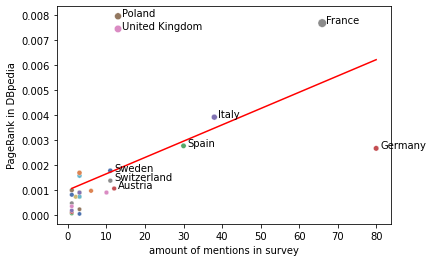 0.008
0.007
0.006
0.005
0.004
0.003
0.002
0.001
0.000
PageRank in DBpedia
Poland
United Kingdom
France
Italy
Spain
Germany
Sweden
Switzerland
Austria
0 10 20 30 40 50 60 70 80
amount of mentions in survey